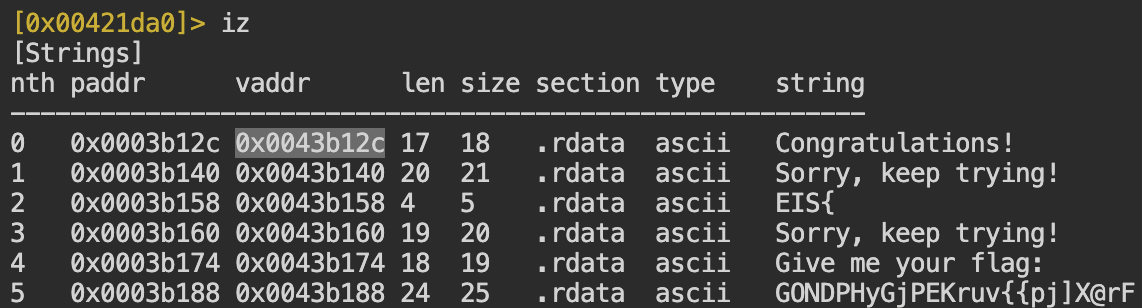 [0x00421da0]> iz
[Strings]
nth paddr vaddr len size section type string
0 0x0003b12c 0x0043b12c 17 18 .rdata ascii Congratulations!
1 0x0003b140 0x0043b140 20 21 .rdata ascii Sorry, keep trying!
2 0x0003b158 0x0043b158 4 5 .rdata ascii EIS{
3 0x0003b160 0x0043b160 19 20 .rdata ascii Sorry, keep trying!
4 0x0003b174 0x0043b174 18 19 .rdata ascii Give me your flag:
5 0x0003b188 0x0043b188 24 25 .rdata ascii GONDPHyGjPEKruv{{pj]X@rF